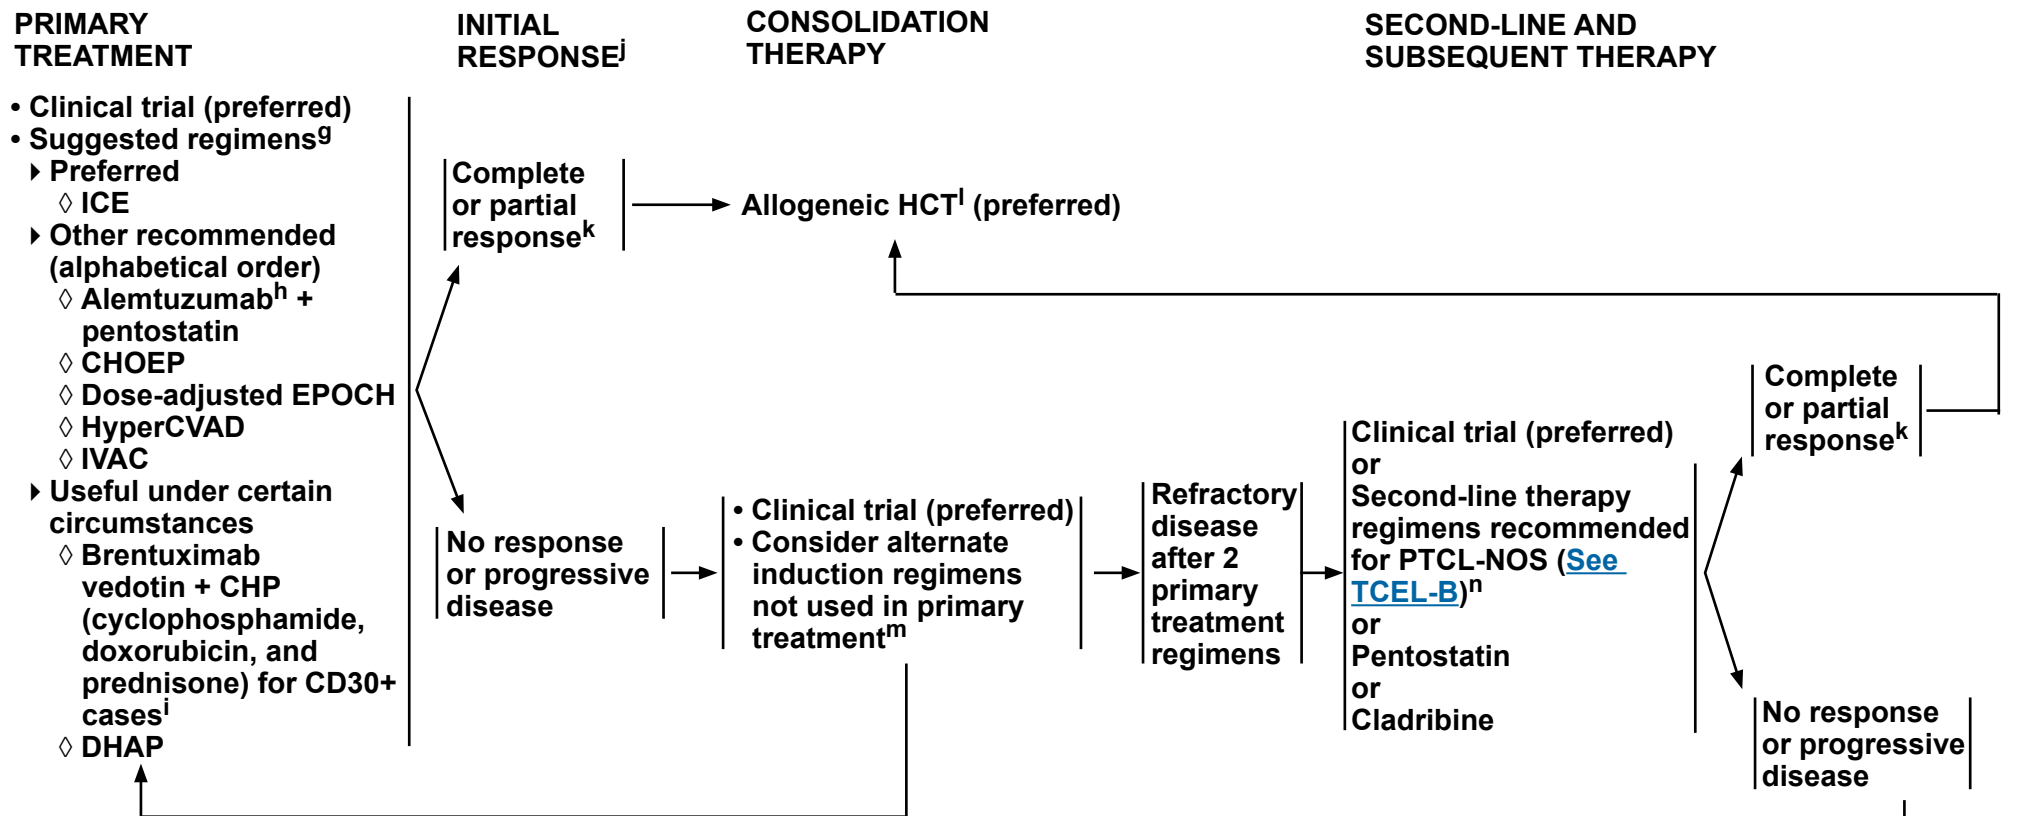 PRIMARY
TREATMENT
INITIAL
RESPONSEj
CONSOLIDATION
THERAPY
SECOND-LINE AND
SUBSEQUENT THERAPY
• Clinical trial (preferred)
• Suggested regimensg
Preferred
◊ ICE
Other recommended
(alphabetical order)
◊ Alemtuzumabh +
pentostatin
◊ CHOEP
◊ Dose-adjusted EPOCH
◊ HyperCVAD
◊ IVAC
Useful under certain
circumstances
◊ Brentuximab
vedotin + CHP
(cyclophosphamide,
doxorubicin, and
prednisone) for CD30+
casesi
◊ DHAP
Complete
or partial
responsek
Allogeneic HCTl (preferred)
No response
or progressive
disease
• Clinical trial (preferred)
• Consider alternate
induction regimens
not used in primary
treatmentm
Refractory
disease
after 2
primary
treatment
regimens
Clinical trial (preferred)
or
Second-line therapy
regimens recommended
for PTCL-NOS (See
TCEL-B)n
or
Pentostatin
or
Cladribine
Complete
or partial
responsek
No response
or progressive
disease